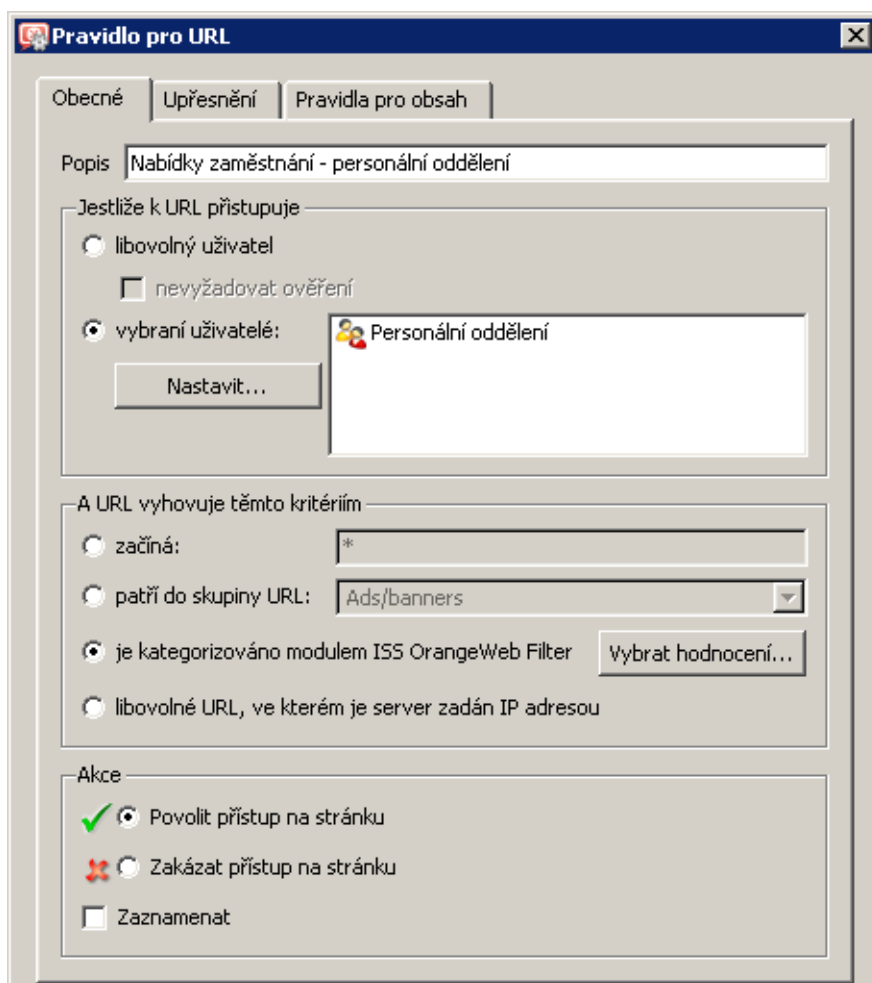 Pravidlo pro URL
Obecné Upřesnění Pravidla pro obsah
Popis Nabídky zaměstnání - personální oddělení
Jestliže k URL přistupuje
libovolný uživatel
nevyžadovat ověření
vybraní uživatelé: Personální oddělení
Nastavit...
A URL vyhovuje těmto kritériím
začíná: *
patří do skupiny URL: Ads/banners
je kategorizováno modulem ISS OrangeWeb Filter Vybrat hodnocení...
libovolné URL, ve kterém je server zadán IP adresou
Akce
Povolit přístup na stránku
Zakázat přístup na stránku
Zaznamenat